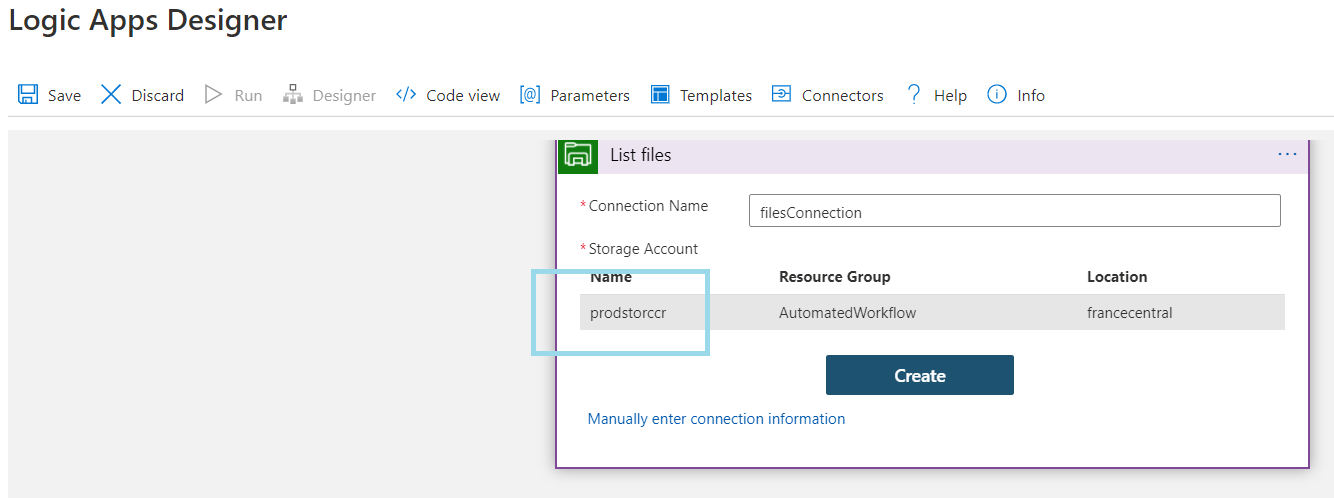 Logic Apps Designer
Save Discard Run Designer Code view Parameters Templates Connectors Help Info
List files
* Connection Name filesConnection
* Storage Account
Name Resource Group Location
prodstorccr AutomatedWorkflow francecentral
Create
Manually enter connection information